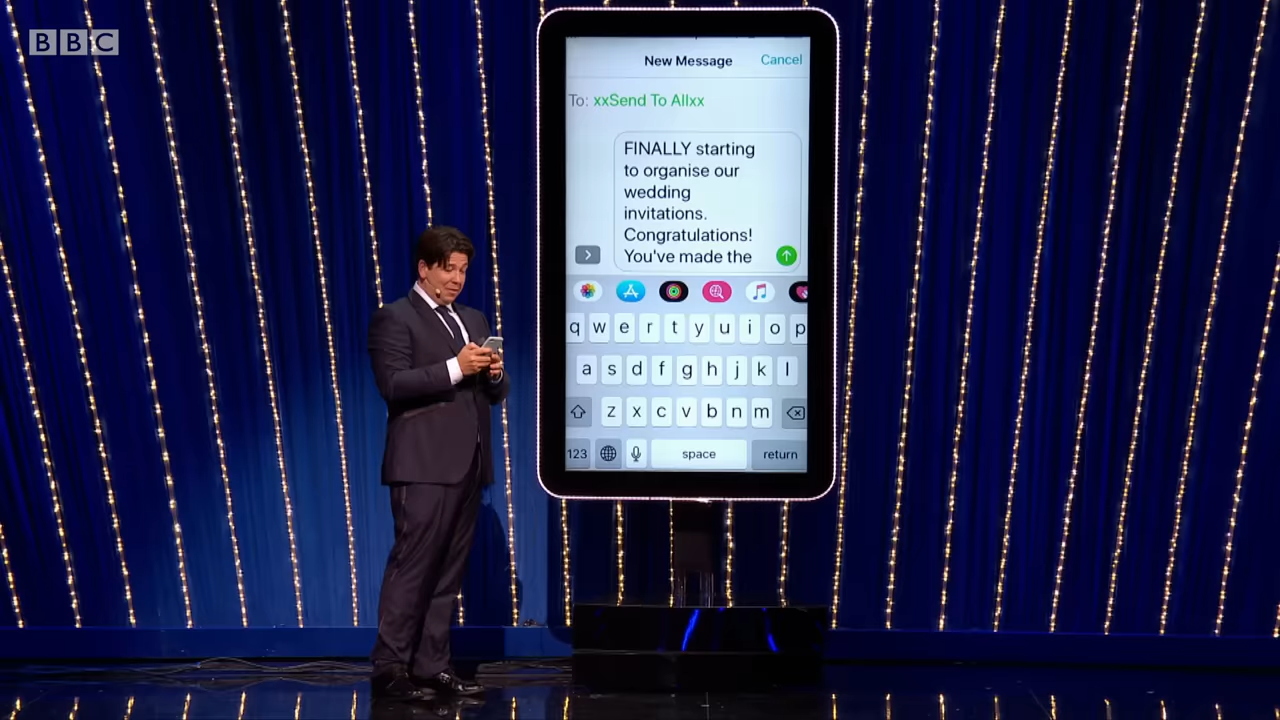 BBC
New Message
Cancel
To: xxSend To Allxx
FINALLY starting
to organise our
wedding
invitations.
Congratulations!
You've made the
q w e r t y u i o p
a s d f g h j k l
z x c v b n m
123
space
return